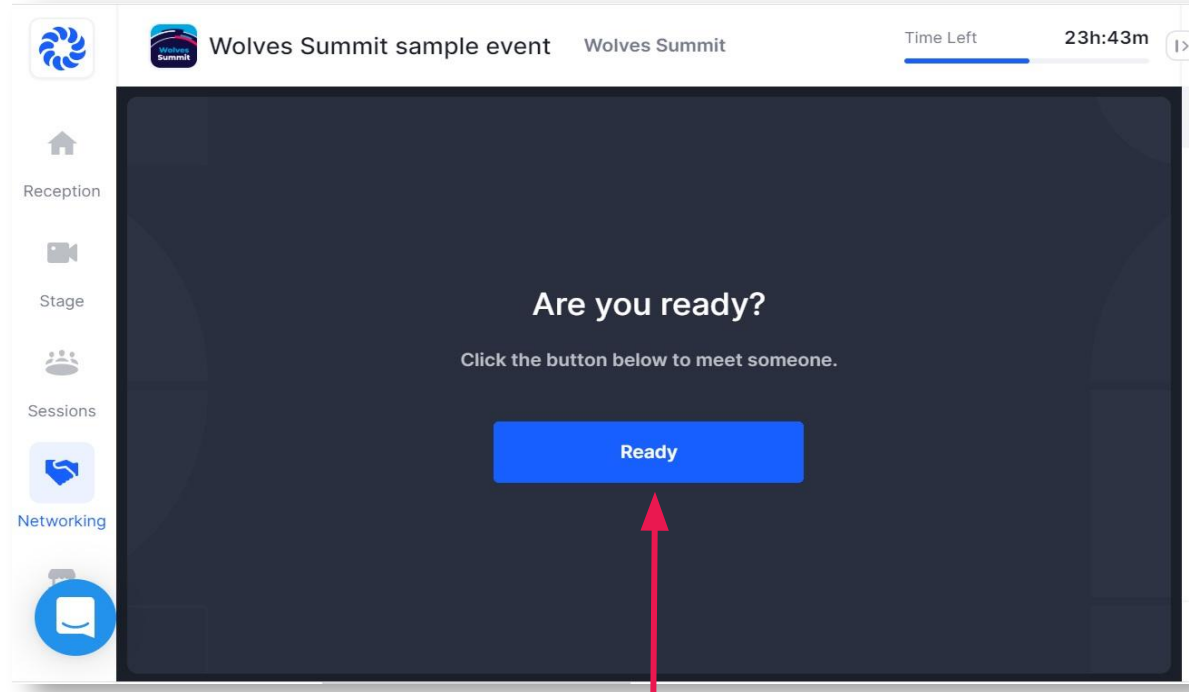 Wolves Summit
Wolves Summit sample event
Wolves Summit
Time Left
23h:43m
Reception
Stage
Sessions
Networking
Are you ready?
Click the button below to meet someone.
Ready